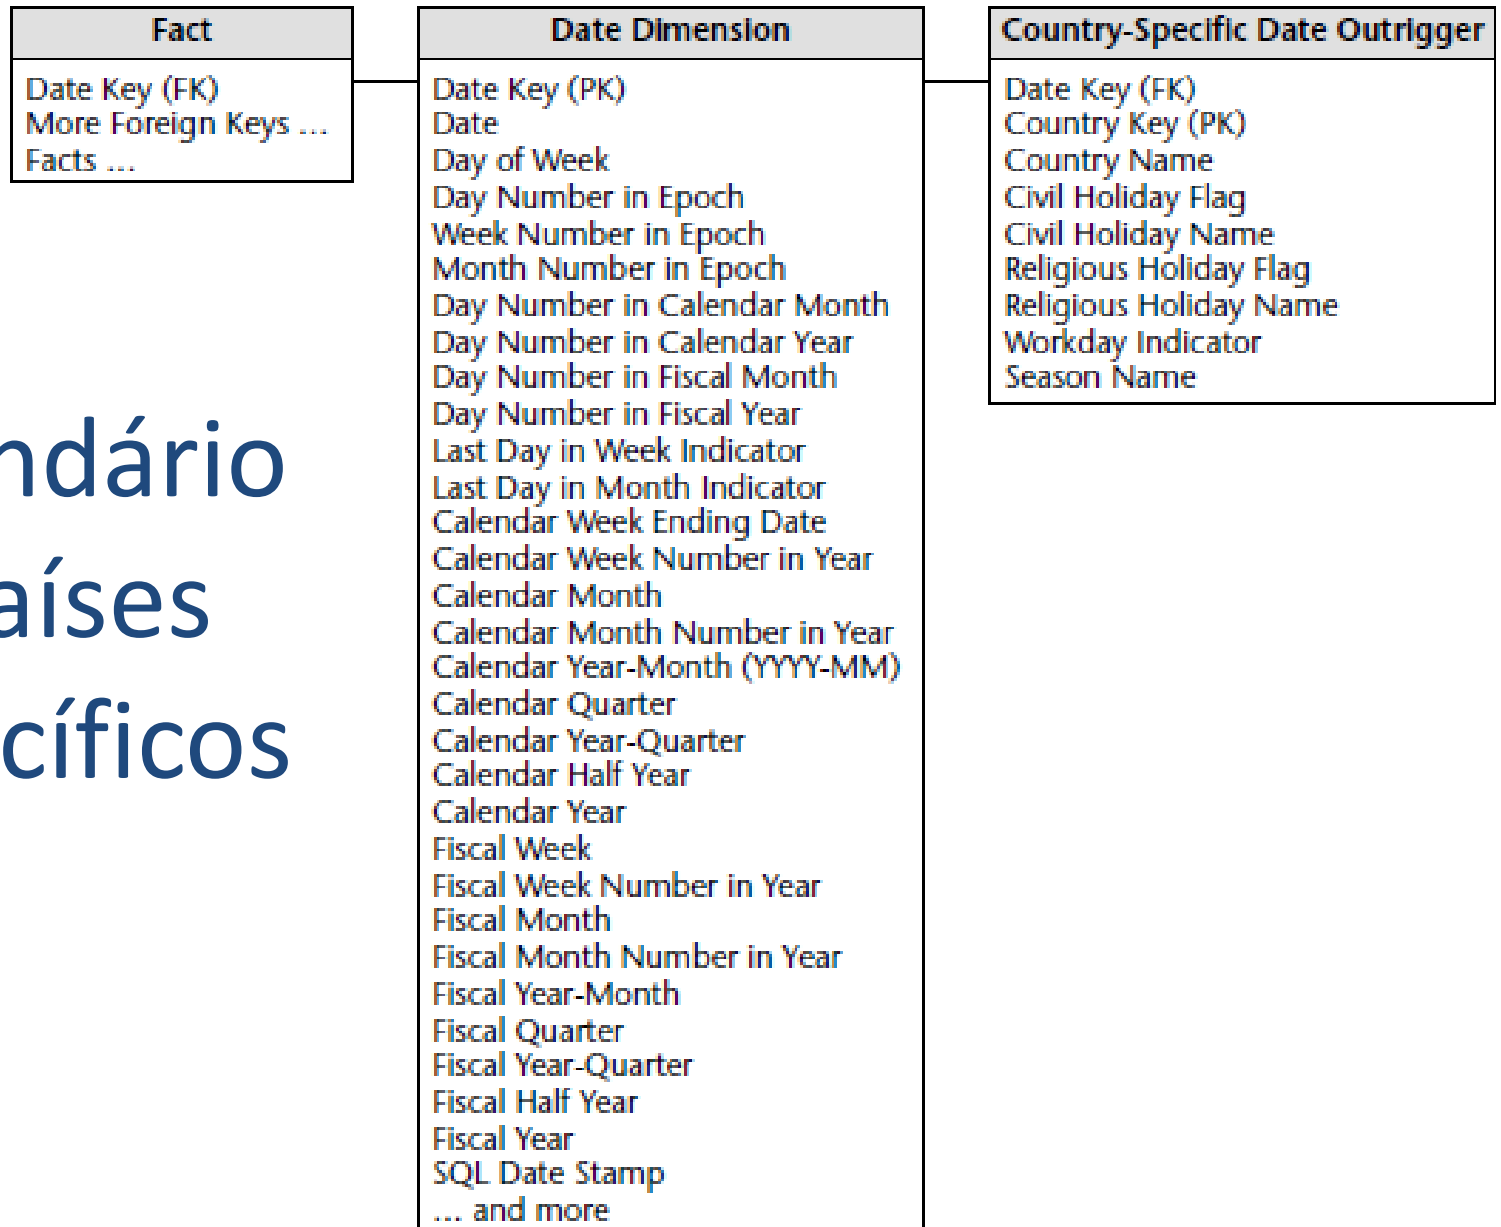 Fact
Date Key (FK)
More Foreign Keys ...
Facts ...
ndário
aíses
cíficos
Date Dimension
Date Key (PK)
Date
Day of Week
Day Number in Epoch
Week Number in Epoch
Month Number in Epoch
Day Number in Calendar Month
Day Number in Calendar Year
Day Number in Fiscal Month
Day Number in Fiscal Year
Last Day in Week Indicator
Last Day in Month Indicator
Calendar Week Ending Date
Calendar Week Number in Year
Calendar Month
Calendar Month Number in Year
Calendar Year-Month (YYYY-MM)
Calendar Quarter
Calendar Year-Quarter
Calendar Half Year
Calendar Year
Fiscal Week
Fiscal Week Number in Year
Fiscal Month
Fiscal Month Number in Year
Fiscal Year-Month
Fiscal Quarter
Fiscal Year-Quarter
Fiscal Half Year
Fiscal Year
SQL Date Stamp
... and more
Country-Specific Date Outrigger
Date Key (FK)
Country Key (PK)
Country Name
Civil Holiday Flag
Civil Holiday Name
Religious Holiday Flag
Religious Holiday Name
Workday Indicator
Season Name